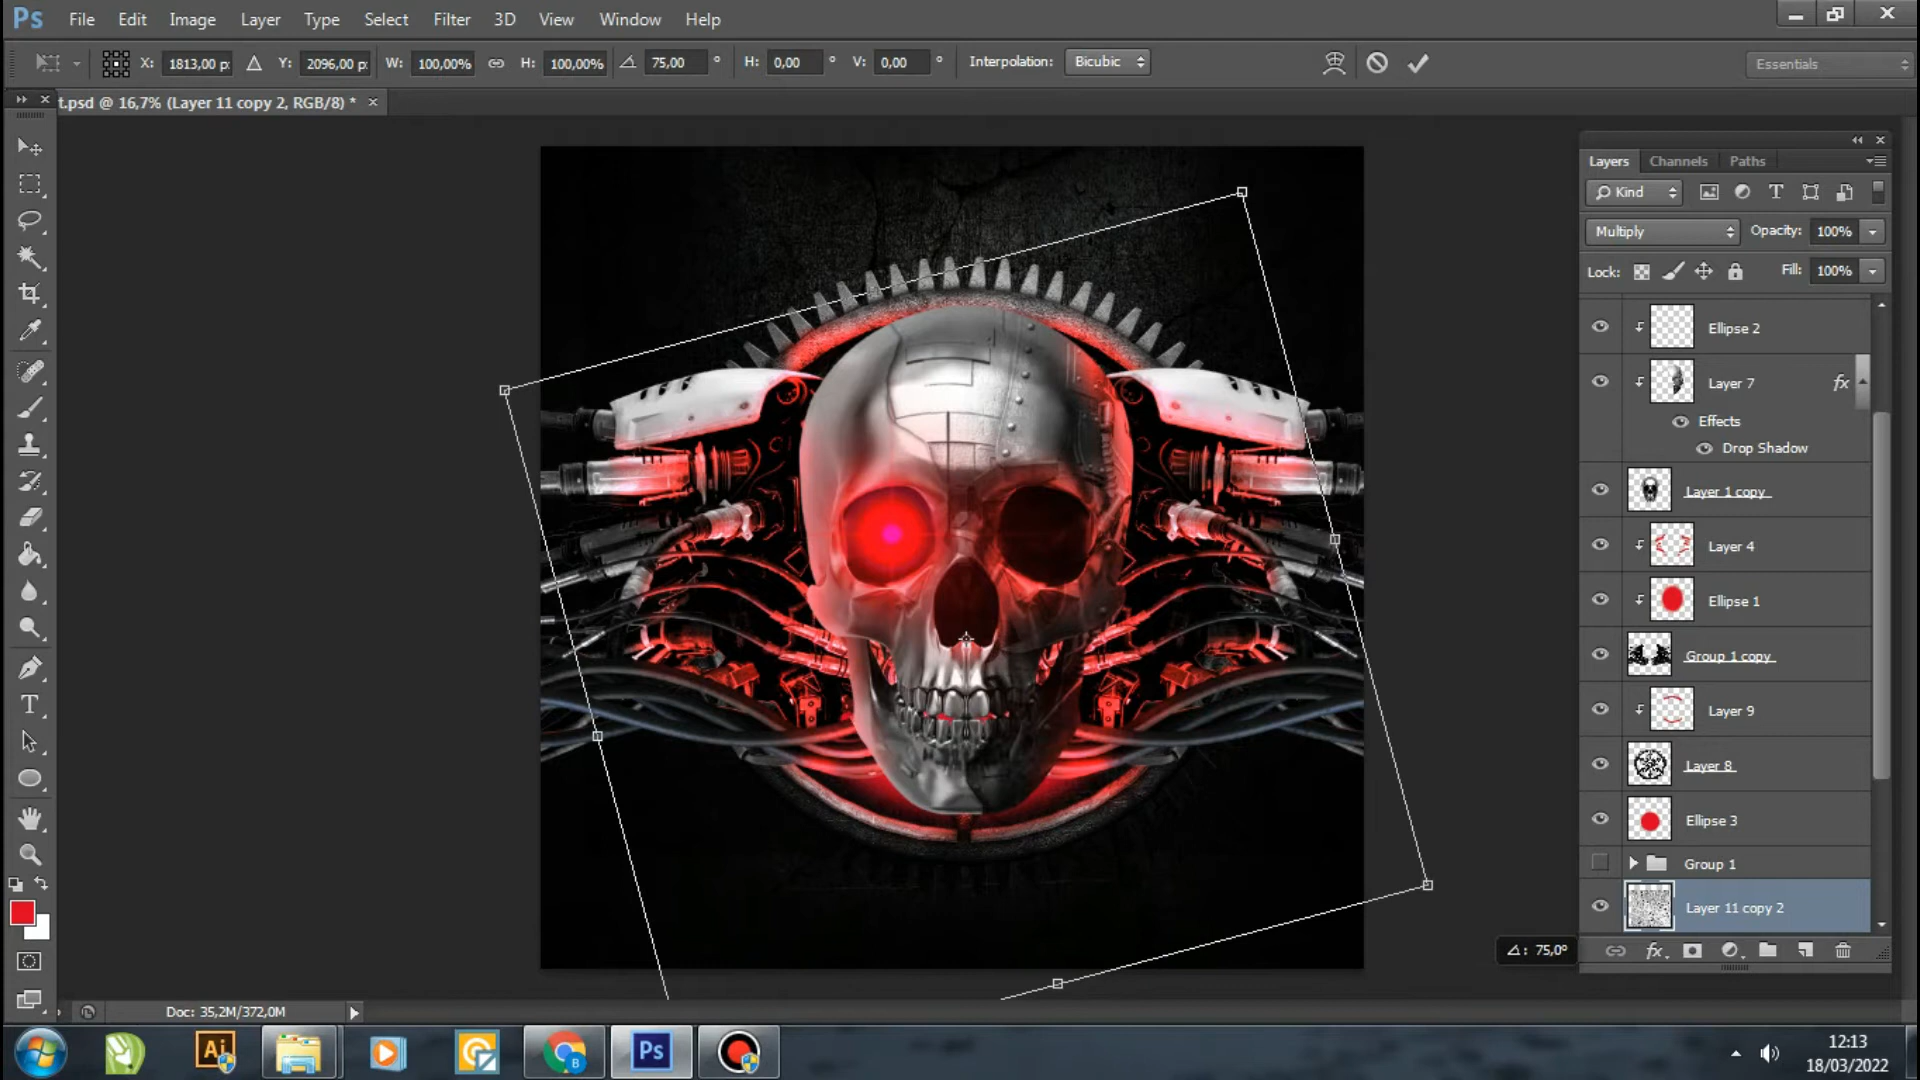 Ps File Edit Image Layer Type Select Filter 3D View Window Help
X: 1813,00 p: Y: 2096,00 p: W: 100,00% H: 100,00% 75,00 ° H: 0,00 ° V: 0,00 ° Interpolation: Bicubic Essentials
t.psd @ 16,7% (Layer 11 copy 2, RGB/8) *
Layers Channels Paths
Kind
Multiply Opacity: 100%
Lock: Fill: 100%
Ellipse 2
Layer 7 fx
Effects
Drop Shadow
Layer 1 copy
Layer 4
Ellipse 1
Group 1 copy
Layer 9
Layer 8
Ellipse 3
Group 1
Layer 11 copy 2
75,0°
fx
Doc: 35,2M/372,0M
Ai B Ps
12:13
18/03/2022